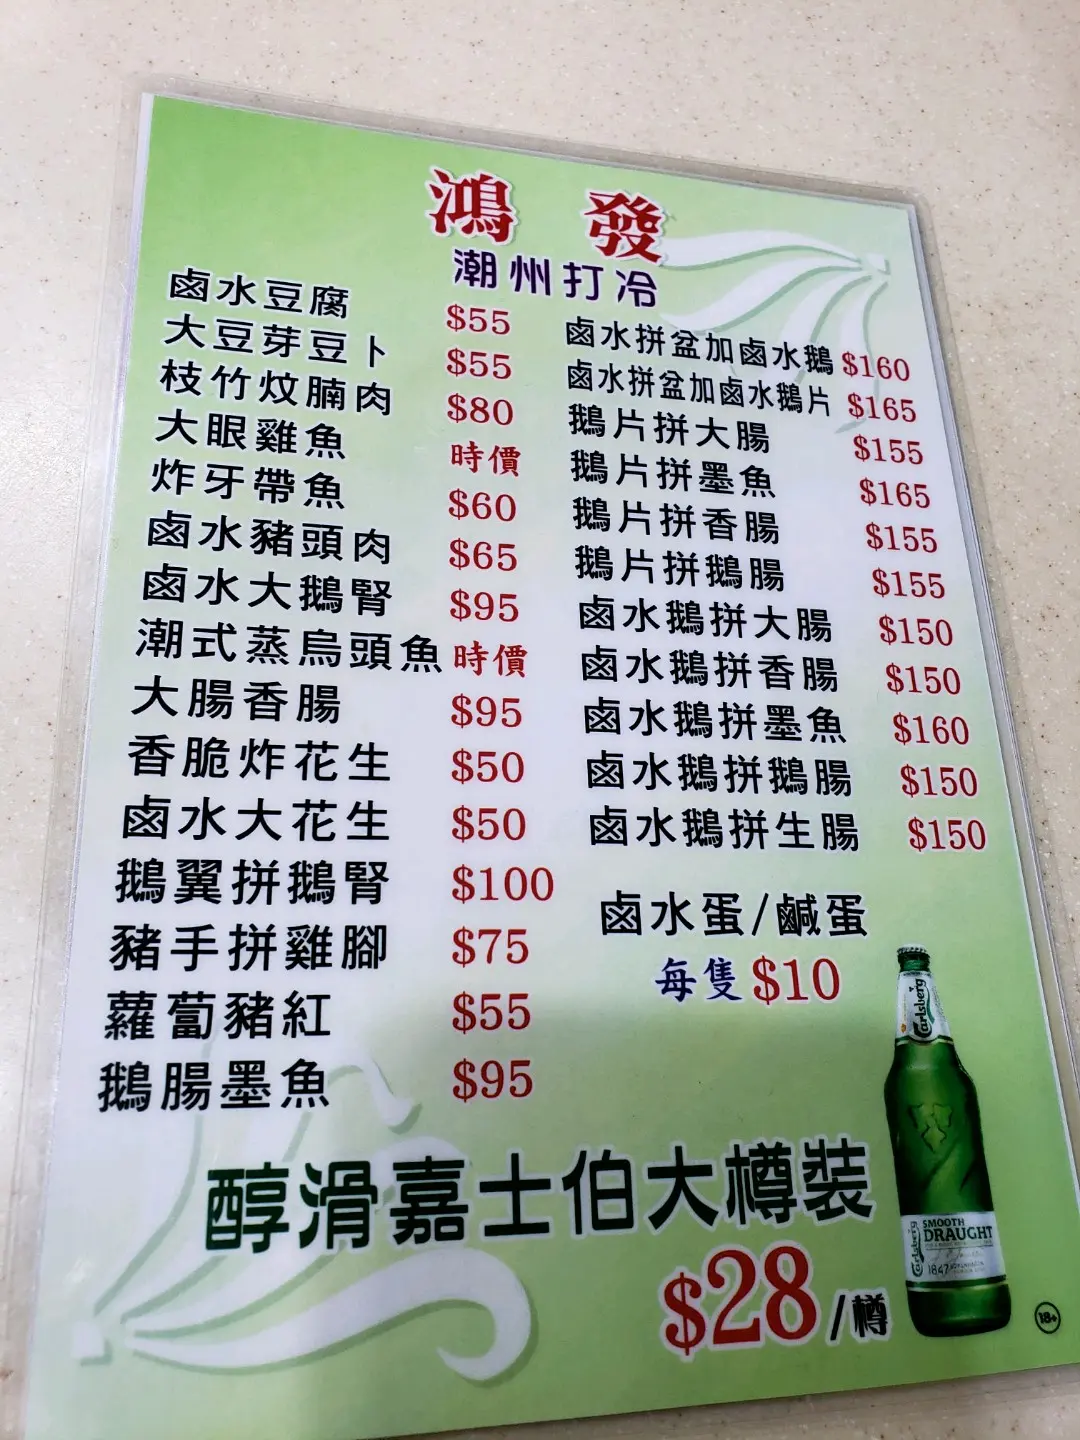 鴻發
潮州打冷
鹵水豆腐 $55
大豆芽豆卜 $55
枝竹炆腩肉 $80
大眼雞魚 時價
炸牙帶魚 $60
鹵水豬頭肉 $65
鹵水大鵝腎 $95
潮式蒸烏頭魚 時價
大腸香腸 $95
香脆炸花生 $50
鹵水大花生 $50
鵝翼拼鵝腎 $100
豬手拼雞腳 $75
蘿蔔豬紅 $55
鵝腸墨魚 $95
鹵水拼盆加鹵水鵝 $160
鹵水拼盆加鹵水鵝片 $165
鵝片拼大腸 $155
鵝片拼墨魚 $165
鵝片拼香腸 $155
鵝片拼鵝腸 $155
鹵水鵝拼大腸 $150
鹵水鵝拼香腸 $150
鹵水鵝拼墨魚 $160
鹵水鵝拼鵝腸 $150
鹵水鵝拼生腸 $150
鹵水蛋/鹹蛋
每隻 $10
醇滑嘉士伯大樽裝
$28/樽
Carlsberg
Carlsberg
SMOOTH
DRAUGHT
1847
18+